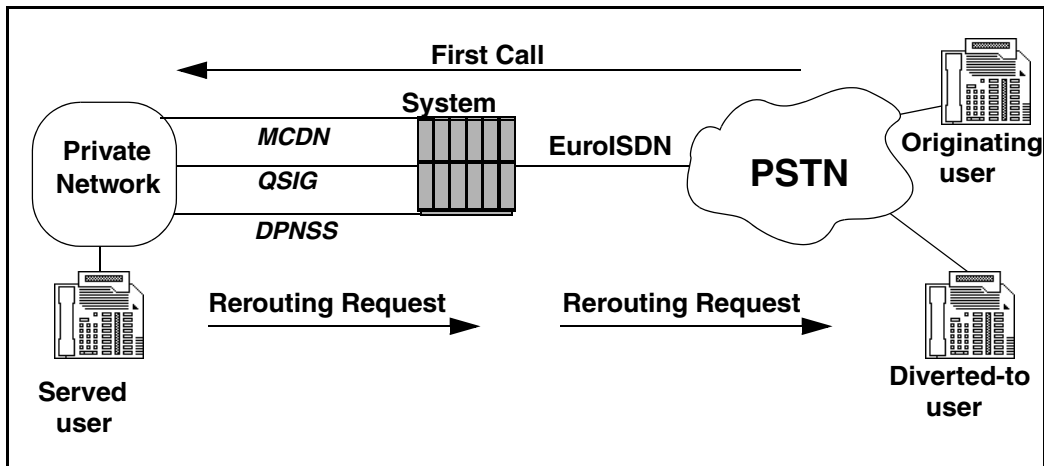 First Call
System
MCDN
EuroISDN
Originating
user
Private
Network
QSIG
PSTN
DPNSS
Rerouting Request
Rerouting Request
Served
user
Diverted-to
user